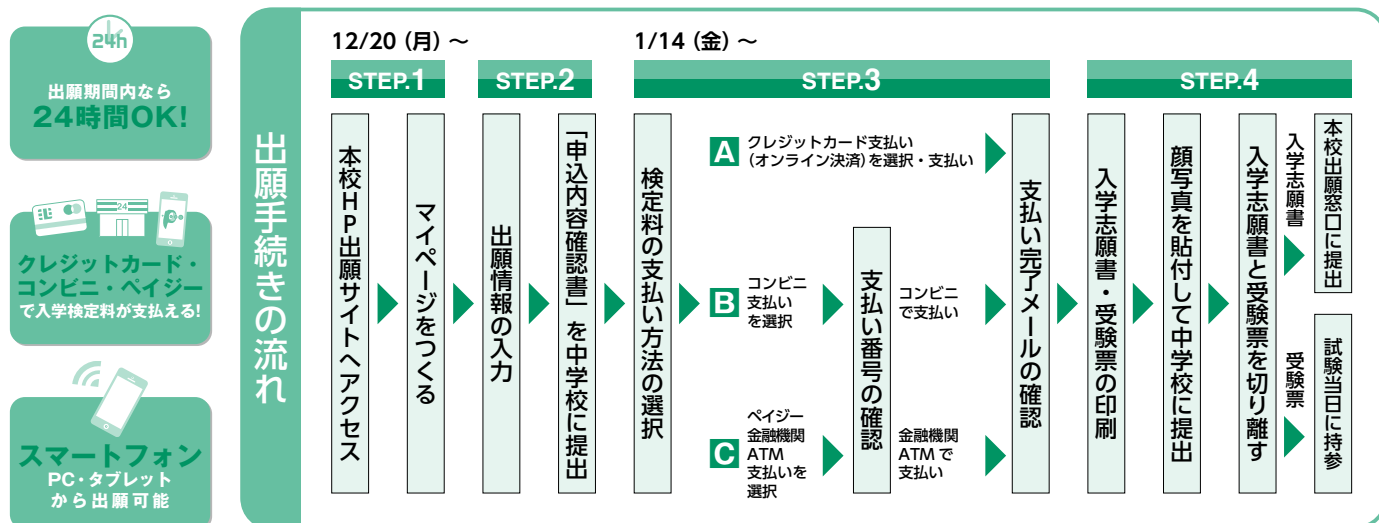 24h
出願期間内なら
24時間OK!
24
クレジットカード・
コンビニ・ペイジー
で入学検定料が支払える!
スマートフォン
PC・タブレット
から出願可能
出願手続きの流れ
12/20（月）～
STEP.1
本校HP出願サイトへアクセス
マイページをつくる
STEP.2
出願情報の入力
「申込内容確認書」を中学校に提出
1/14（金）～
STEP.3
検定料の支払い方法の選択
A
クレジットカード支払い
（オンライン決済）を選択・支払い
B
コンビニ
支払い
を選択
C
ペイジー
金融機関
ATM
支払いを
選択
支払い番号の確認
コンビニ
で支払い
金融機関
ATMで
支払い
支払い完了メールの確認
STEP.4
入学志願書・受験票の印刷
顔写真を貼付して中学校に提出
入学志願書と受験票を切り離す
入学志願書
本校出願窓口に提出
受験票
試験当日に持参